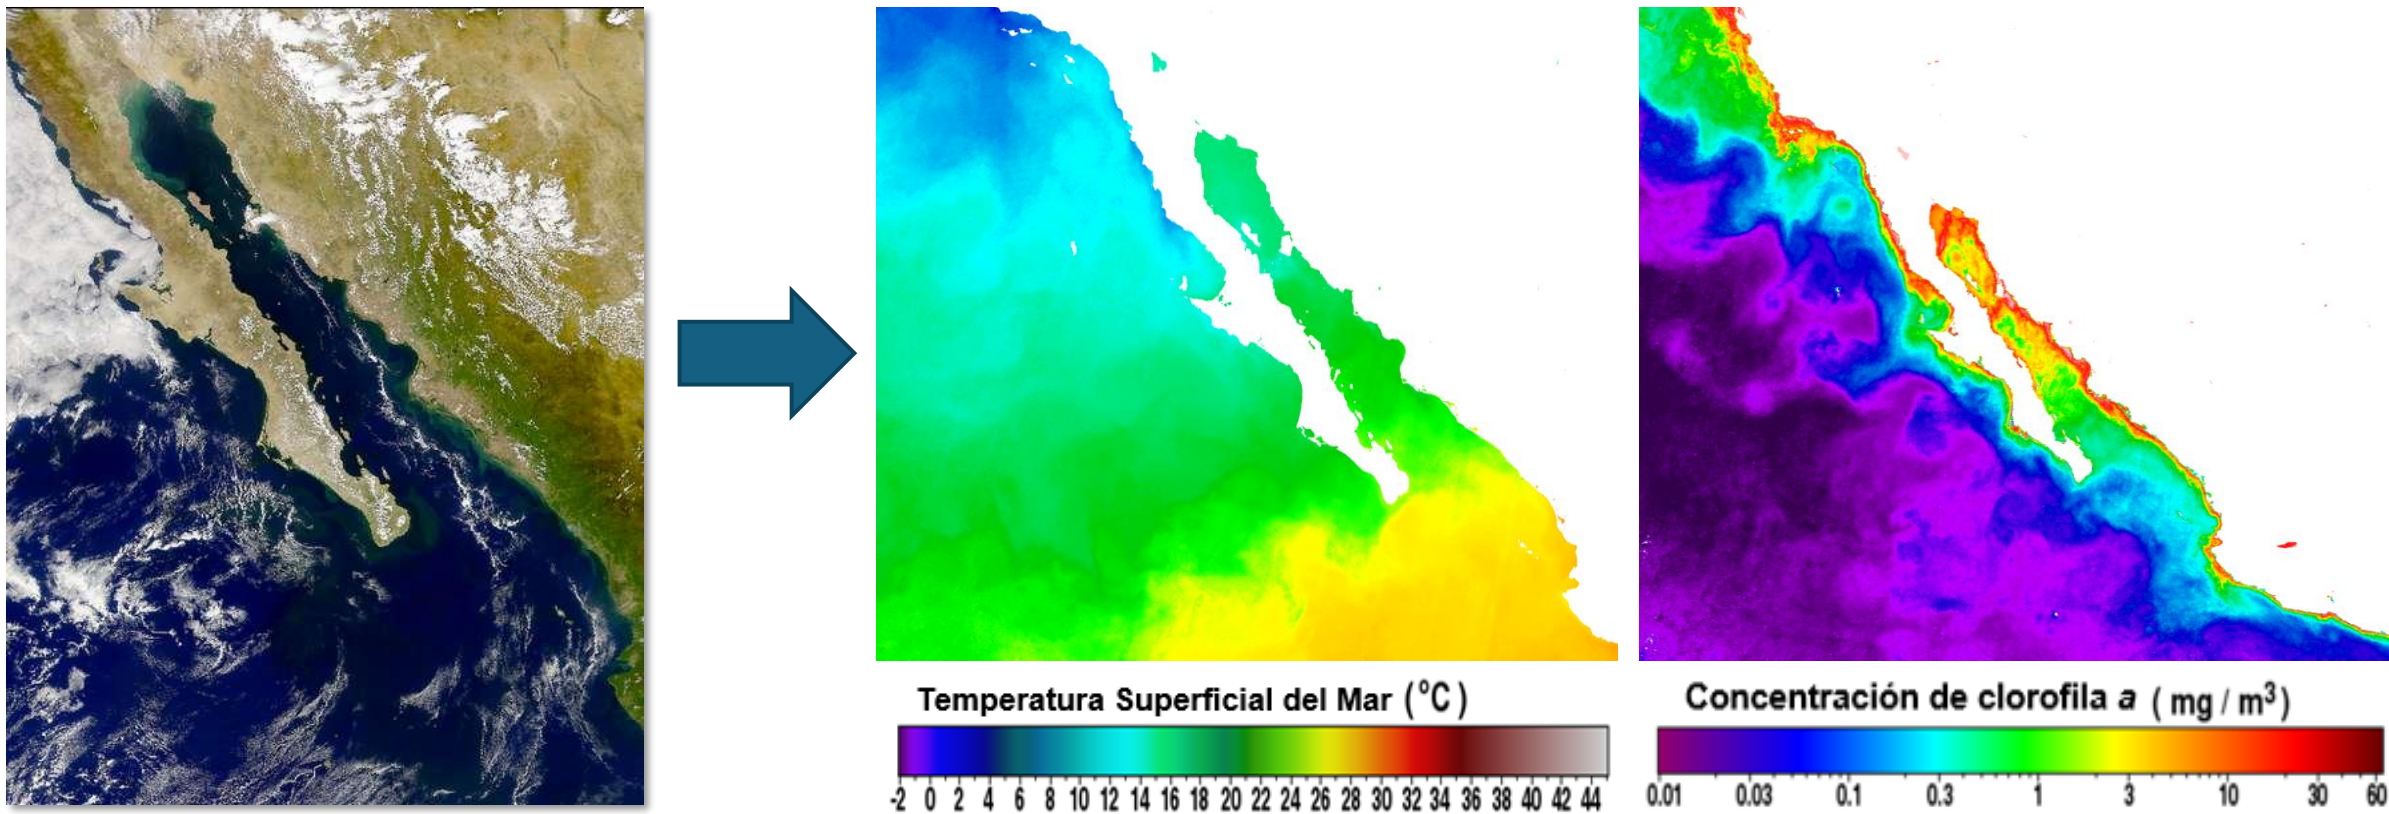 Temperatura Superficial del Mar (°C)
-2 0 2 4 6 8 10 12 14 16 18 20 22 24 26 28 30 32 34 36 38 40 42 44
Concentración de clorofila a ( mg / m³)
0.01 0.03 0.1 0.3 1 3 10 30 60